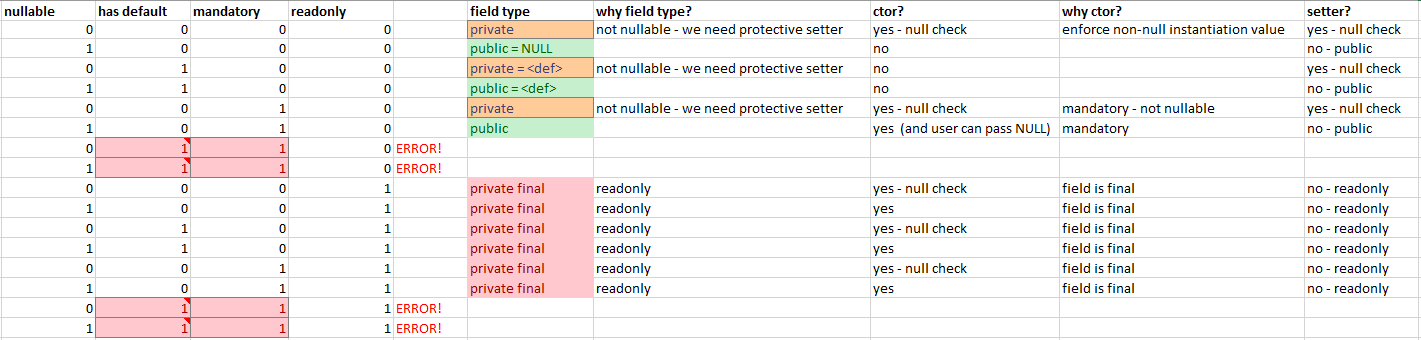 nullable has default mandatory readonly field type why field type? ctor? why ctor? setter?
0 0 0 0 private not nullable - we need protective setter yes - null check enforce non-null instantiation value yes - null check
1 0 0 0 public = NULL no no - public
0 1 0 0 private = <def> not nullable - we need protective setter no yes - null check
1 1 0 0 public = <def> no no - public
0 0 1 0 private not nullable - we need protective setter yes - null check mandatory - not nullable yes - null check
1 0 1 0 public yes (and user can pass NULL) mandatory no - public
0 1 1 0 ERROR!
1 1 1 0 ERROR!
0 0 0 1 private final readonly yes - null check field is final no - readonly
1 0 0 1 private final readonly yes field is final no - readonly
0 1 0 1 private final readonly yes - null check field is final no - readonly
1 1 0 1 private final readonly yes field is final no - readonly
0 0 1 1 private final readonly yes - null check field is final no - readonly
1 0 1 1 private final readonly yes field is final no - readonly
0 1 1 1 ERROR!
1 1 1 1 ERROR!